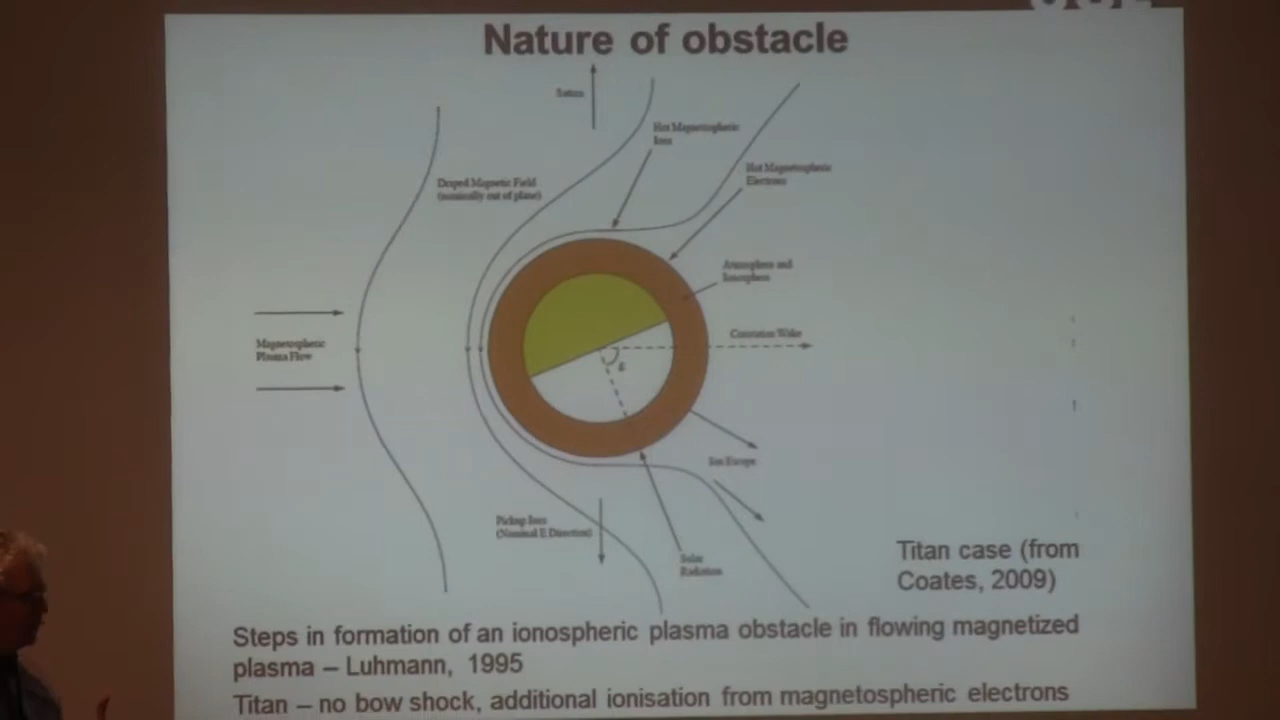 Nature of obstacle
Saturn
Hot Magnetospheric
Ions
Hot Magnetospheric
Electrons
Draped Magnetic Field
(nominally out of plane)
Atmosphere and
Ionosphere
Magnetospheric
Plasma Flow
Corotation Wake
Ion Escape
Pickup Ions
(Nominal E Direction)
Solar
Radiation
Titan case (from
Coates, 2009)
Steps in formation of an ionospheric plasma obstacle in flowing magnetized
plasma – Luhmann, 1995
Titan – no bow shock, additional ionisation from magnetospheric electrons